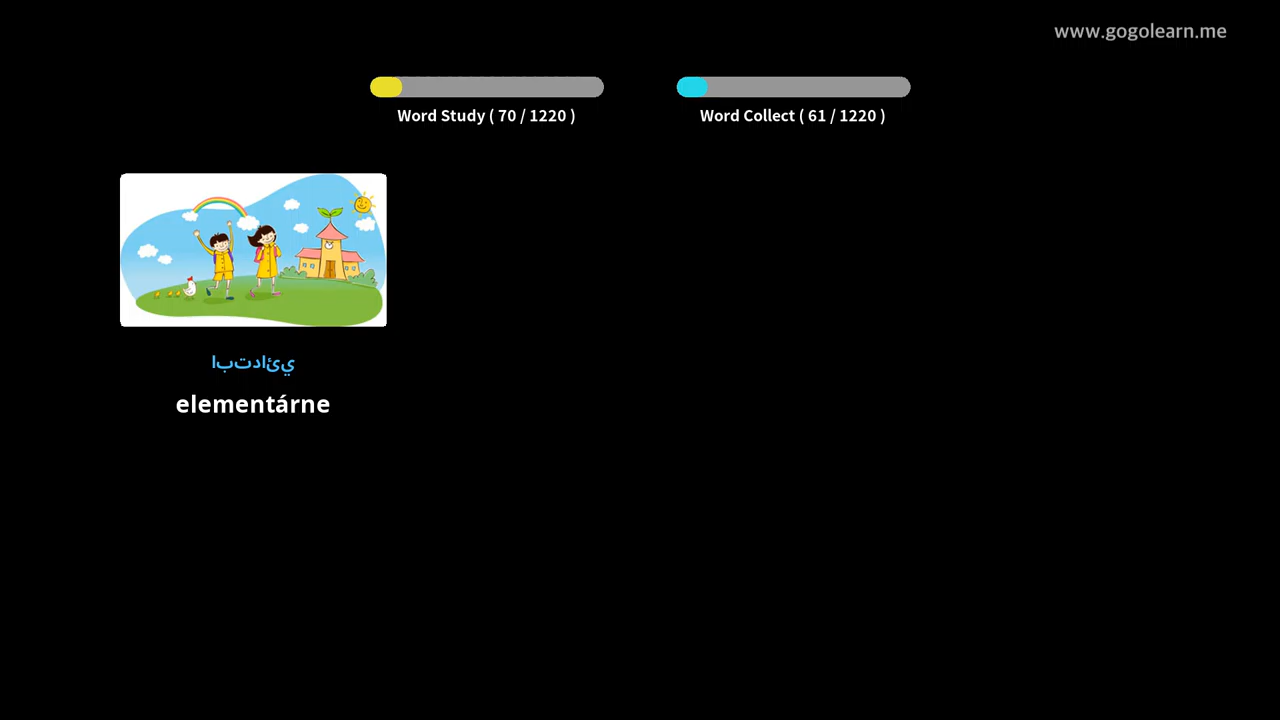 www.gogolearn.me
Word Study ( 70 / 1220 )
Word Collect ( 61 / 1220 )
ابتدائي
elementárne